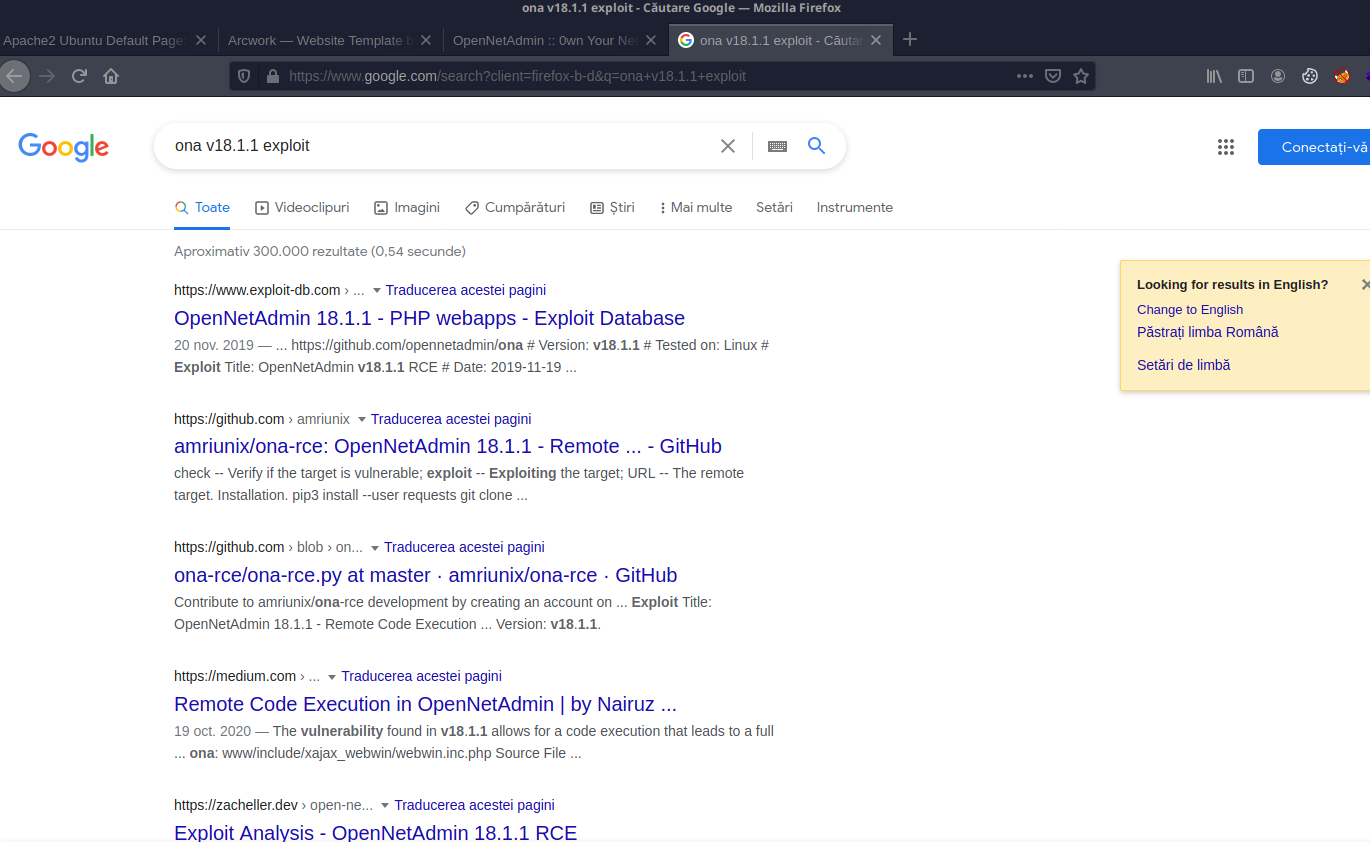 ona v18.1.1 exploit - Căutare Google — Mozilla Firefox
Apache2 Ubuntu Default Page
Arcwork — Website Template b
OpenNetAdmin :: 0wn Your Net
ona v18.1.1 exploit - Căutar
https://www.google.com/search?client=firefox-b-d&q=ona+v18.1.1+exploit
Google
ona v18.1.1 exploit
Conectați-vă
Toate
Videoclipuri
Imagini
Cumpărături
Știri
Mai multe
Setări
Instrumente
Aproximativ 300.000 rezultate (0,54 secunde)
https://www.exploit-db.com › ... Traducerea acestei pagini
OpenNetAdmin 18.1.1 - PHP webapps - Exploit Database
20 nov. 2019 — ... https://github.com/opennetadmin/ona # Version: v18.1.1 # Tested on: Linux #
Exploit Title: OpenNetAdmin v18.1.1 RCE # Date: 2019-11-19 ...
https://github.com › amriunix Traducerea acestei pagini
amriunix/ona-rce: OpenNetAdmin 18.1.1 - Remote ... - GitHub
check -- Verify if the target is vulnerable; exploit -- Exploiting the target; URL -- The remote
target. Installation. pip3 install --user requests git clone ...
https://github.com › blob › on... Traducerea acestei pagini
ona-rce/ona-rce.py at master · amriunix/ona-rce · GitHub
Contribute to amriunix/ona-rce development by creating an account on ... Exploit Title:
OpenNetAdmin 18.1.1 - Remote Code Execution ... Version: v18.1.1.
https://medium.com › ... Traducerea acestei pagini
Remote Code Execution in OpenNetAdmin | by Nairuz ...
19 oct. 2020 — The vulnerability found in v18.1.1 allows for a code execution that leads to a full
... ona: www/include/xajax_webwin/webwin.inc.php Source File ...
https://zacheller.dev › open-ne... Traducerea acestei pagini
Exploit Analysis - OpenNetAdmin 18.1.1 RCE
Looking for results in English?
Change to English
Păstrați limba Română
Setări de limbă